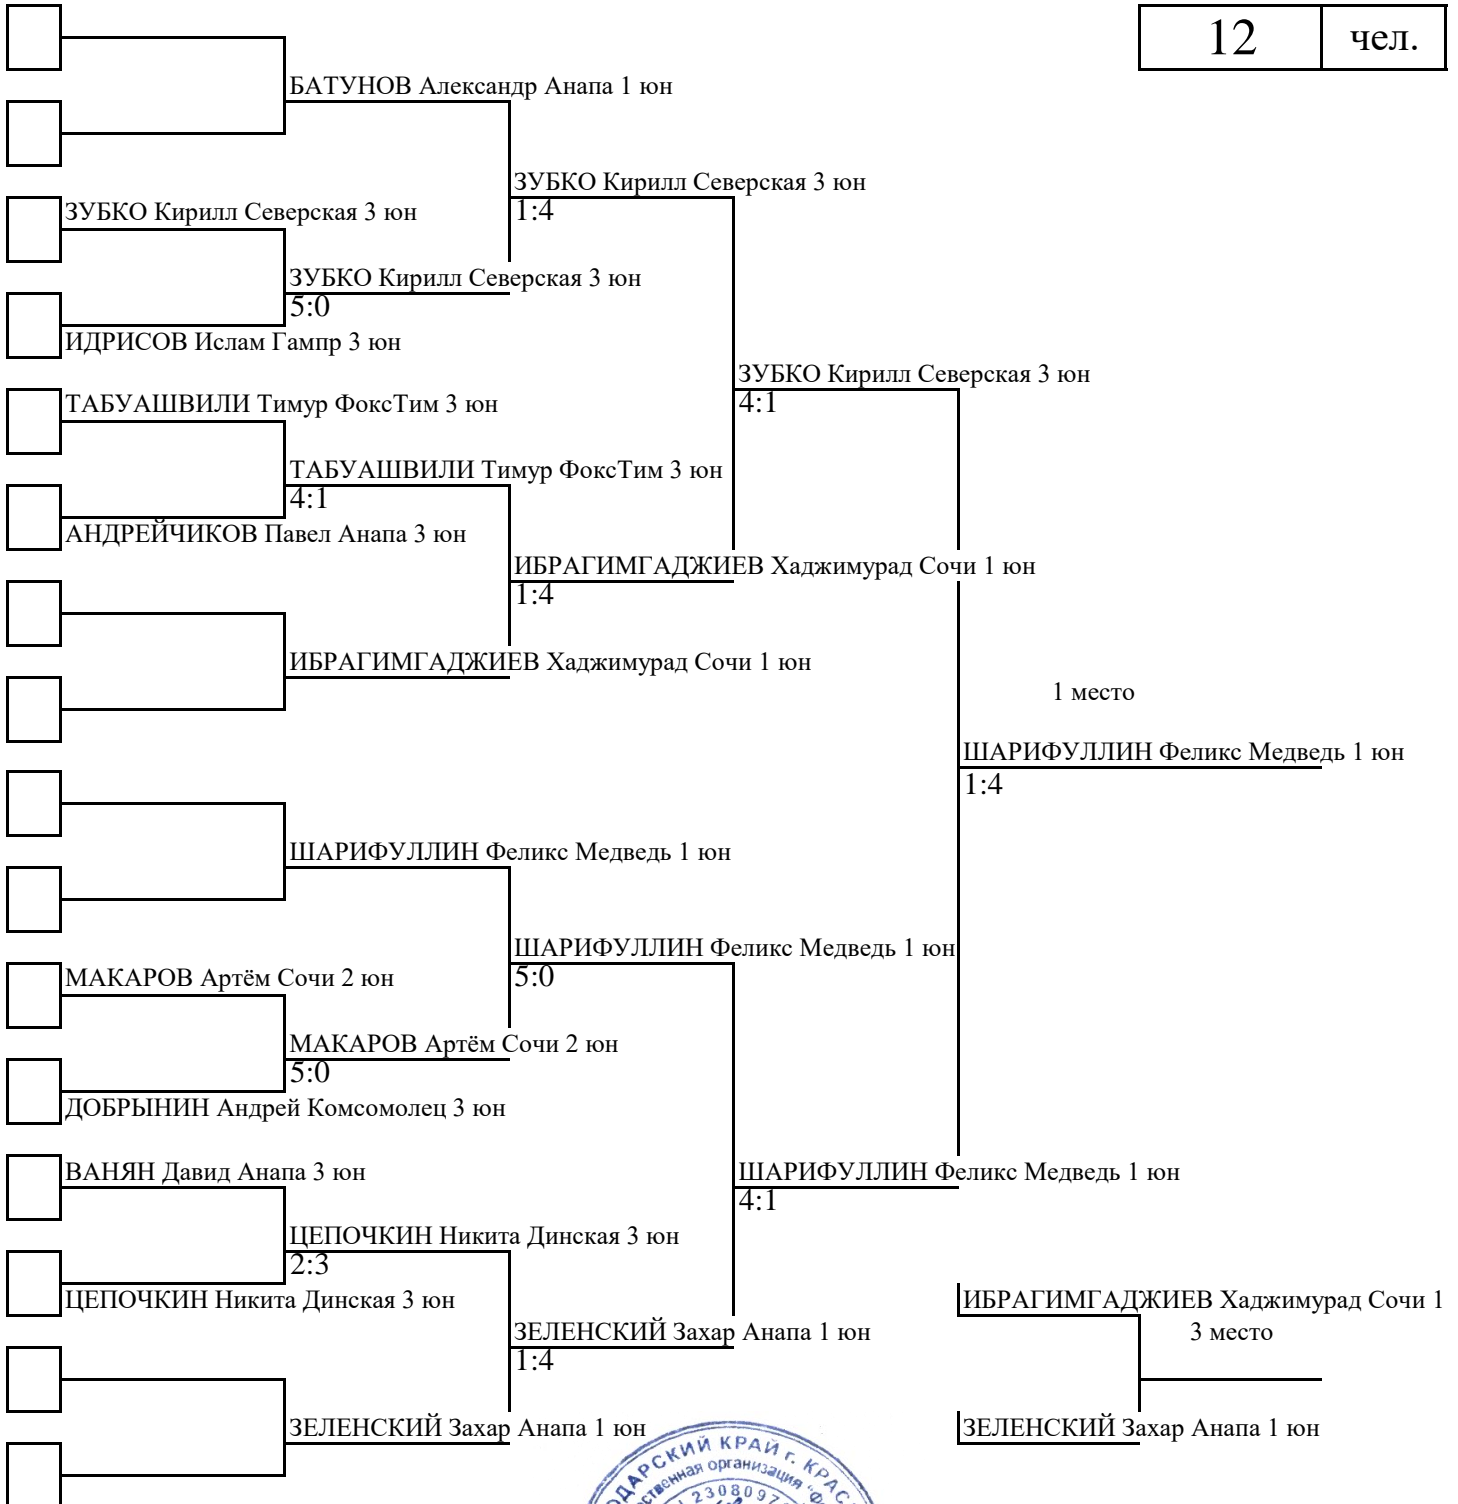 12 чел.
БАТУНОВ Александр Анапа 1 юн
ЗУБКО Кирилл Северская 3 юн
1:4
ЗУБКО Кирилл Северская 3 юн
ЗУБКО Кирилл Северская 3 юн
5:0
ИДРИСОВ Ислам Гампр 3 юн
ЗУБКО Кирилл Северская 3 юн
4:1
ТАБУАШВИЛИ Тимур ФоксТим 3 юн
ТАБУАШВИЛИ Тимур ФоксТим 3 юн
4:1
АНДРЕЙЧИКОВ Павел Анапа 3 юн
ИБРАГИМГАДЖИЕВ Хаджимурад Сочи 1 юн
1:4
ИБРАГИМГАДЖИЕВ Хаджимурад Сочи 1 юн
1 место
ШАРИФУЛЛИН Феликс Медведь 1 юн
1:4
ШАРИФУЛЛИН Феликс Медведь 1 юн
ШАРИФУЛЛИН Феликс Медведь 1 юн
5:0
МАКАРОВ Артём Сочи 2 юн
МАКАРОВ Артём Сочи 2 юн
5:0
ДОБРЫНИН Андрей Комсомолец 3 юн
ВАНЯН Давид Анапа 3 юн
ШАРИФУЛЛИН Феликс Медведь 1 юн
4:1
ЦЕПОЧКИН Никита Динская 3 юн
2:3
ЦЕПОЧКИН Никита Динская 3 юн
ИБРАГИМГАДЖИЕВ Хаджимурад Сочи 1
3 место
ЗЕЛЕНСКИЙ Захар Анапа 1 юн
1:4
ЗЕЛЕНСКИЙ Захар Анапа 1 юн
ЗЕЛЕНСКИЙ Захар Анапа 1 юн
КРАЙ г.
организация